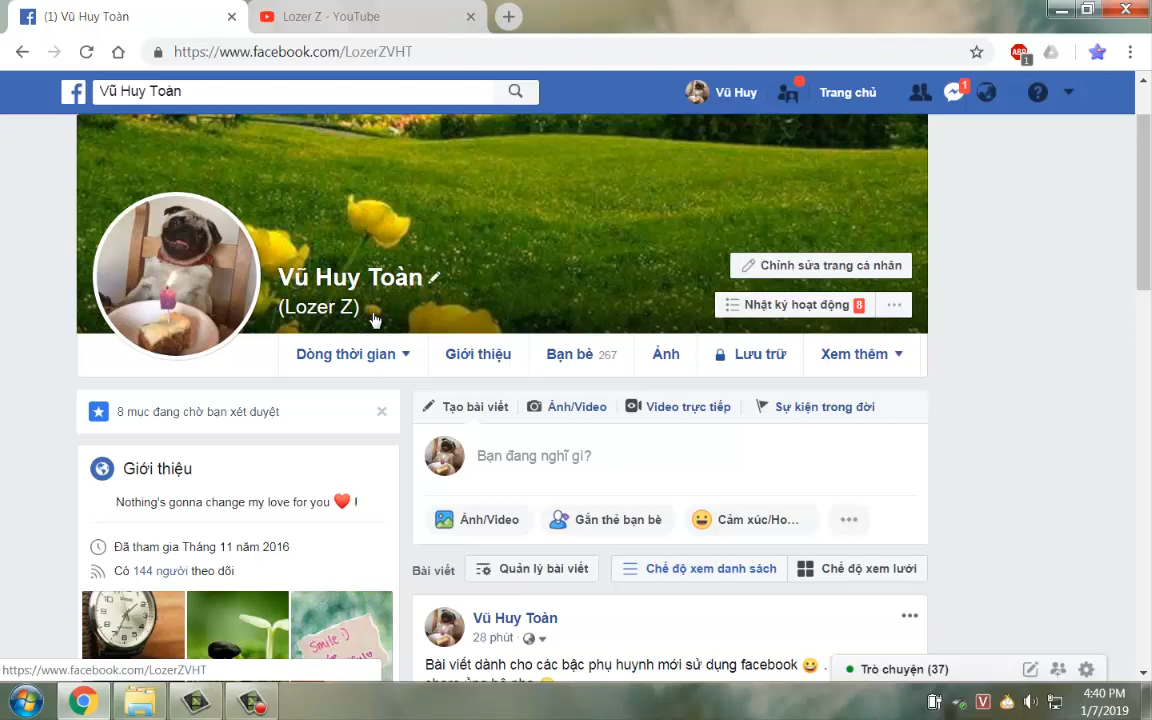 (1) Vũ Huy Toàn
Lozer Z - YouTube
https://www.facebook.com/LozerZVHT
ABP
1
f
Vũ Huy Toàn
Vũ Huy
Trang chủ
1
?
Vũ Huy Toàn
(Lozer Z)
Chỉnh sửa trang cá nhân
Nhật ký hoạt động 8
Dòng thời gian
Giới thiệu
Bạn bè 267
Ảnh
Lưu trữ
Xem thêm
8 mục đang chờ bạn xét duyệt
Giới thiệu
Nothing's gonna change my love for you ❤️ !
Đã tham gia Tháng 11 năm 2016
Có 144 người theo dõi
Smile :)
Tạo bài viết
Ảnh/Video
Video trực tiếp
Sự kiện trong đời
Bạn đang nghĩ gì?
Ảnh/Video
Gắn thẻ bạn bè
Cảm xúc/Ho...
Bài viết
Quản lý bài viết
Chế độ xem danh sách
Chế độ xem lưới
Vũ Huy Toàn
28 phút
Bài viết dành cho các bậc phụ huynh mới sử dụng facebook 😀 .
Trò chuyện (37)
https://www.facebook.com/LozerZVHT
V
4:40 PM
1/7/2019